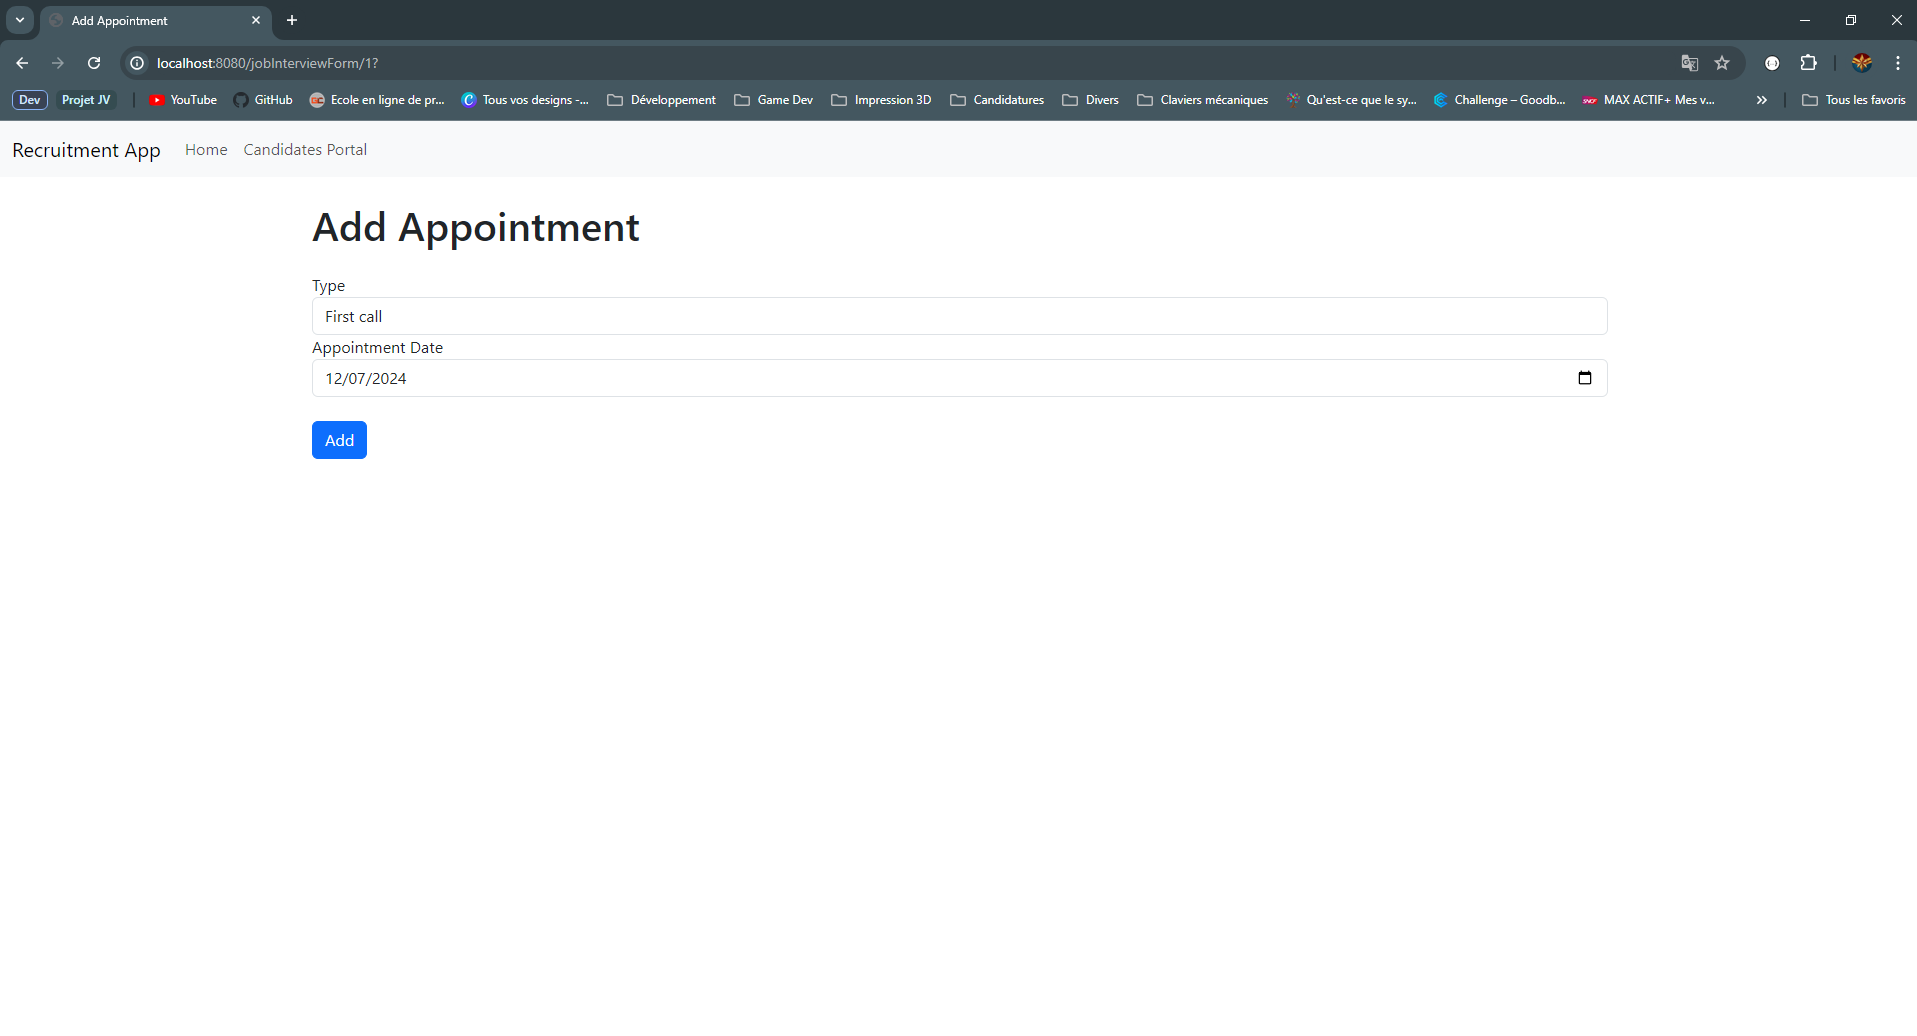 Add Appointment
localhost:8080/jobInterviewForm/1?
Dev Projet JV YouTube GitHub Ecole en ligne de pr... Tous vos designs -... Développement Game Dev Impression 3D Candidatures Divers Claviers mécaniques Qu'est-ce que le sy... Challenge – Goodb... MAX ACTIF+ Mes v... » Tous les favoris
Recruitment App Home Candidates Portal
Add Appointment
Type
First call
Appointment Date
12/07/2024
Add